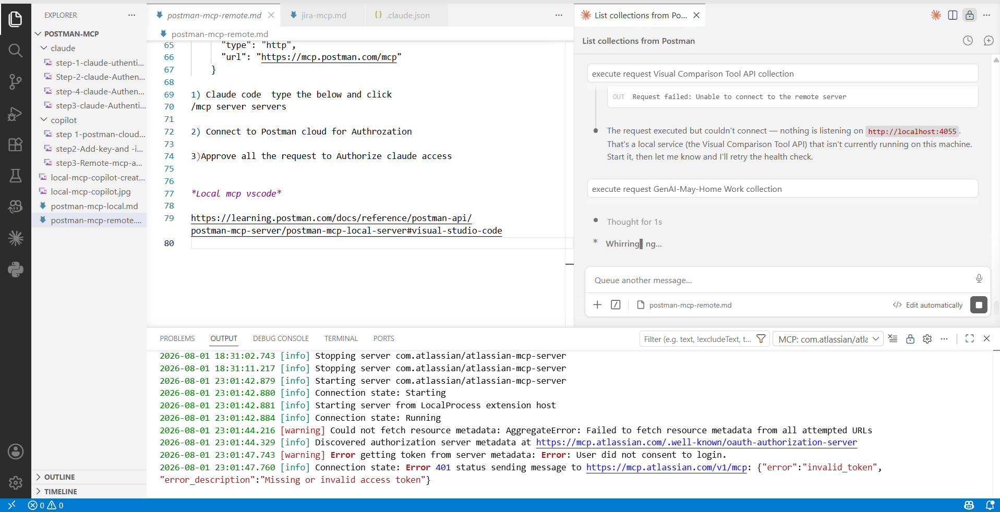 EXPLORER
POSTMAN-MCP
claude
step-1-claude-uthenti...
Step-2-claude-Authen...
step-4-claude-Authen...
step3-claude-Authenti...
copilot
step 1-postman-cloud...
step2-Add-key-and -i...
step3-Remote-mcp-a...
local-mcp-copilot-creat...
local-mcp-copilot.jpg
postman-mcp-local.md
postman-mcp-remote....
OUTLINE
TIMELINE
postman-mcp-remote.md
jira-mcp.md
{} .claude.json
postman-mcp-remote.md
65 "type": "http",
66 "url": "https://mcp.postman.com/mcp"
67 }
68
69 1) Claude code  type the below and click
70 /mcp server servers
71
72 2) Connect to Postman cloud for Authrozation
73
74 3)Approve all the request to Authorize claude access
75
76
77 *Local mcp vscode*
78
79 https://learning.postman.com/docs/reference/postman-api/
postman-mcp-server/postman-mcp-local-server#visual-studio-code
80
List collections from Po...
List collections from Postman
execute request Visual Comparison Tool API collection
OUT Request failed: Unable to connect to the remote server
The request executed but couldn't connect — nothing is listening on http://localhost:4055.
That's a local service (the Visual Comparison Tool API) that isn't currently running on this machine.
Start it, then let me know and I'll retry the health check.
execute request GenAI-May-Home Work collection
Thought for 1s
* Whirring ng...
Queue another message...
postman-mcp-remote.md
</> Edit automatically
PROBLEMS OUTPUT DEBUG CONSOLE TERMINAL PORTS
Filter (e.g. text, !excludeText, t...
MCP: com.atlassian/atla
2026-08-01 18:31:02.743 [info] Stopping server com.atlassian/atlassian-mcp-server
2026-08-01 18:31:11.217 [info] Stopping server com.atlassian/atlassian-mcp-server
2026-08-01 23:01:42.879 [info] Starting server com.atlassian/atlassian-mcp-server
2026-08-01 23:01:42.880 [info] Connection state: Starting
2026-08-01 23:01:42.881 [info] Starting server from LocalProcess extension host
2026-08-01 23:01:42.884 [info] Connection state: Running
2026-08-01 23:01:44.216 [warning] Could not fetch resource metadata: AggregateError: Failed to fetch resource metadata from all attempted URLs
2026-08-01 23:01:44.329 [info] Discovered authorization server metadata at https://mcp.atlassian.com/.well-known/oauth-authorization-server
2026-08-01 23:01:47.743 [warning] Error getting token from server metadata: Error: User did not consent to login.
2026-08-01 23:01:47.760 [info] Connection state: Error 401 status sending message to https://mcp.atlassian.com/v1/mcp: {"error":"invalid_token",
"error_description":"Missing or invalid access token"}
0 0